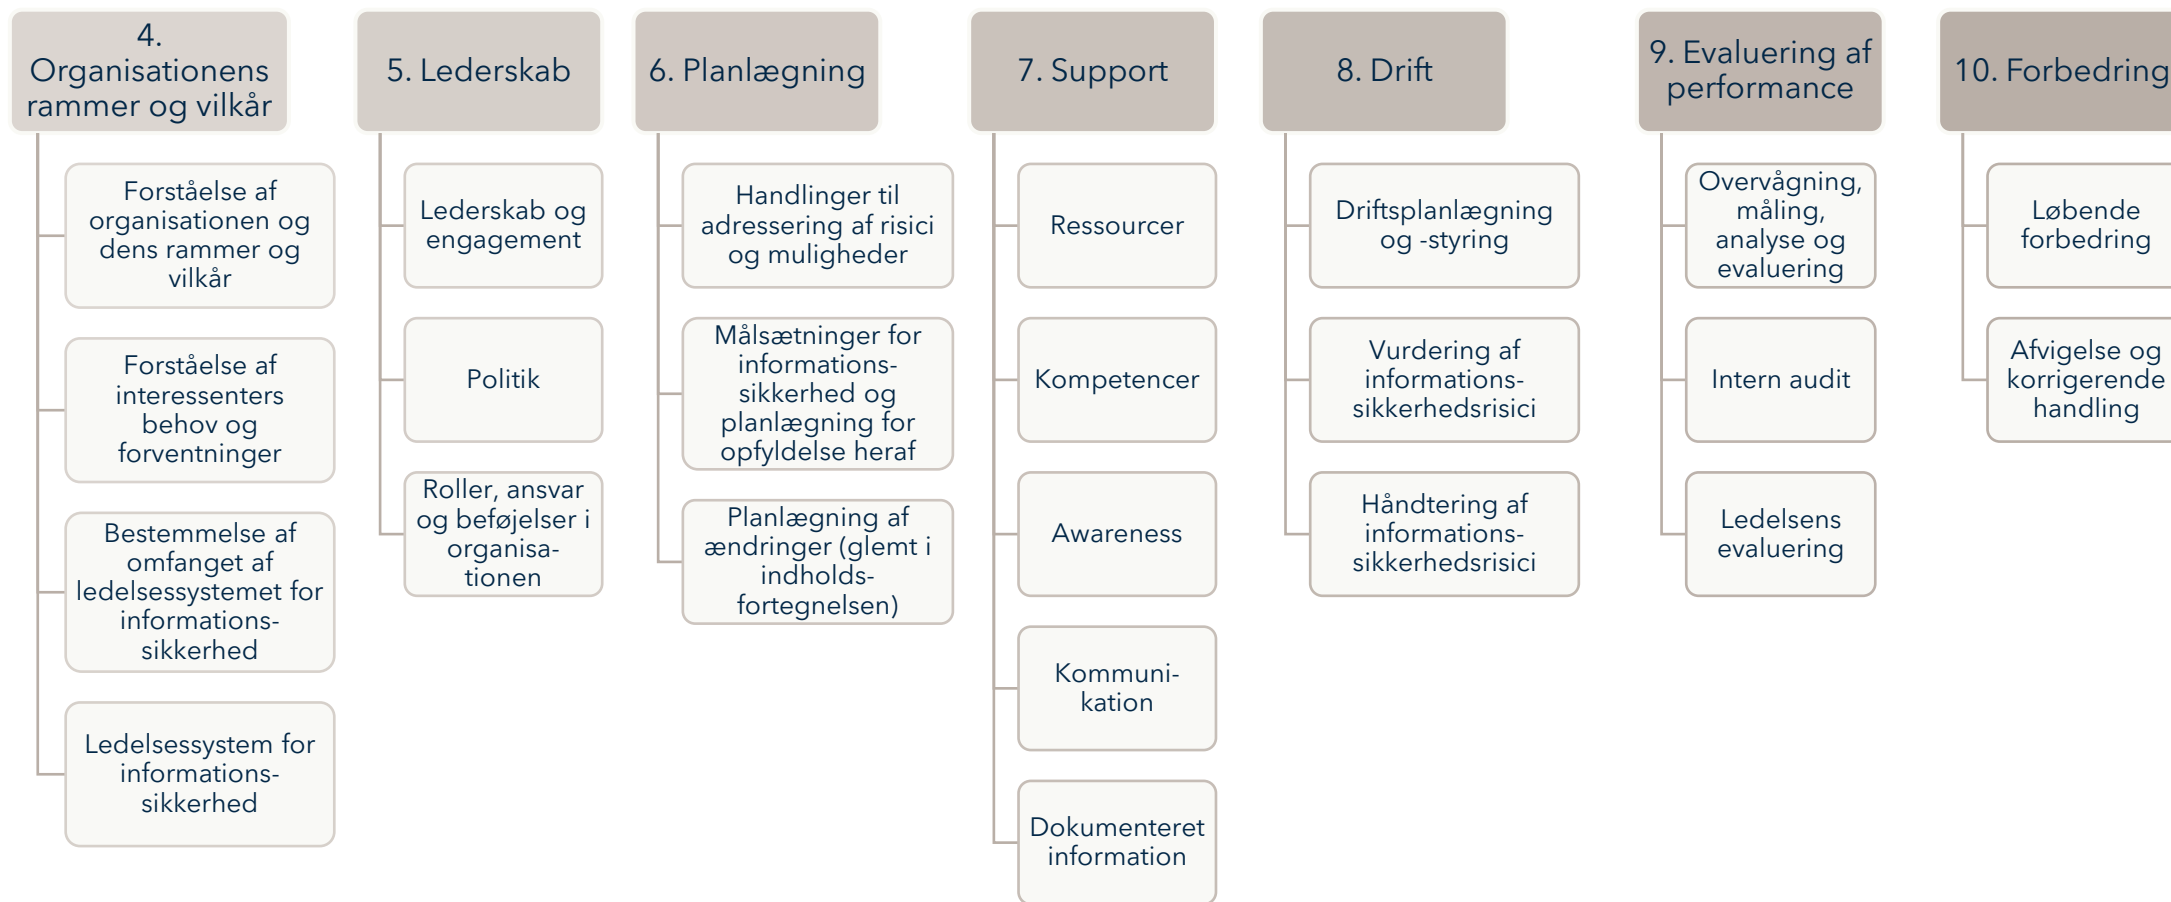 4.
Organisationens
rammer og vilkår
Forståelse af
organisationen og
dens rammer og
vilkår
Forståelse af
interessenters
behov og
forventninger
Bestemmelse af
omfanget af
ledelsessystemet for
informations-
sikkerhed
Ledelsessystem for
informations-
sikkerhed
5. Lederskab
Lederskab og
engagement
Politik
Roller, ansvar
og beføjelser i
organisa-
tionen
6. Planlægning
Handlinger til
adressering af risici
og muligheder
Målsætninger for
informations-
sikkerhed og
planlægning for
opfyldelse heraf
Planlægning af
ændringer (glemt i
indholds-
fortegnelsen)
7. Support
Ressourcer
Kompetencer
Awareness
Kommuni-
kation
Dokumenteret
information
8. Drift
Driftsplanlægning
og -styring
Vurdering af
informations-
sikkerhedsrisici
Håndtering af
informations-
sikkerhedsrisici
9. Evaluering af
performance
Overvågning,
måling,
analyse og
evaluering
Intern audit
Ledelsens
evaluering
10. Forbedring
Løbende
forbedring
Afvigelse og
korrigerende
handling